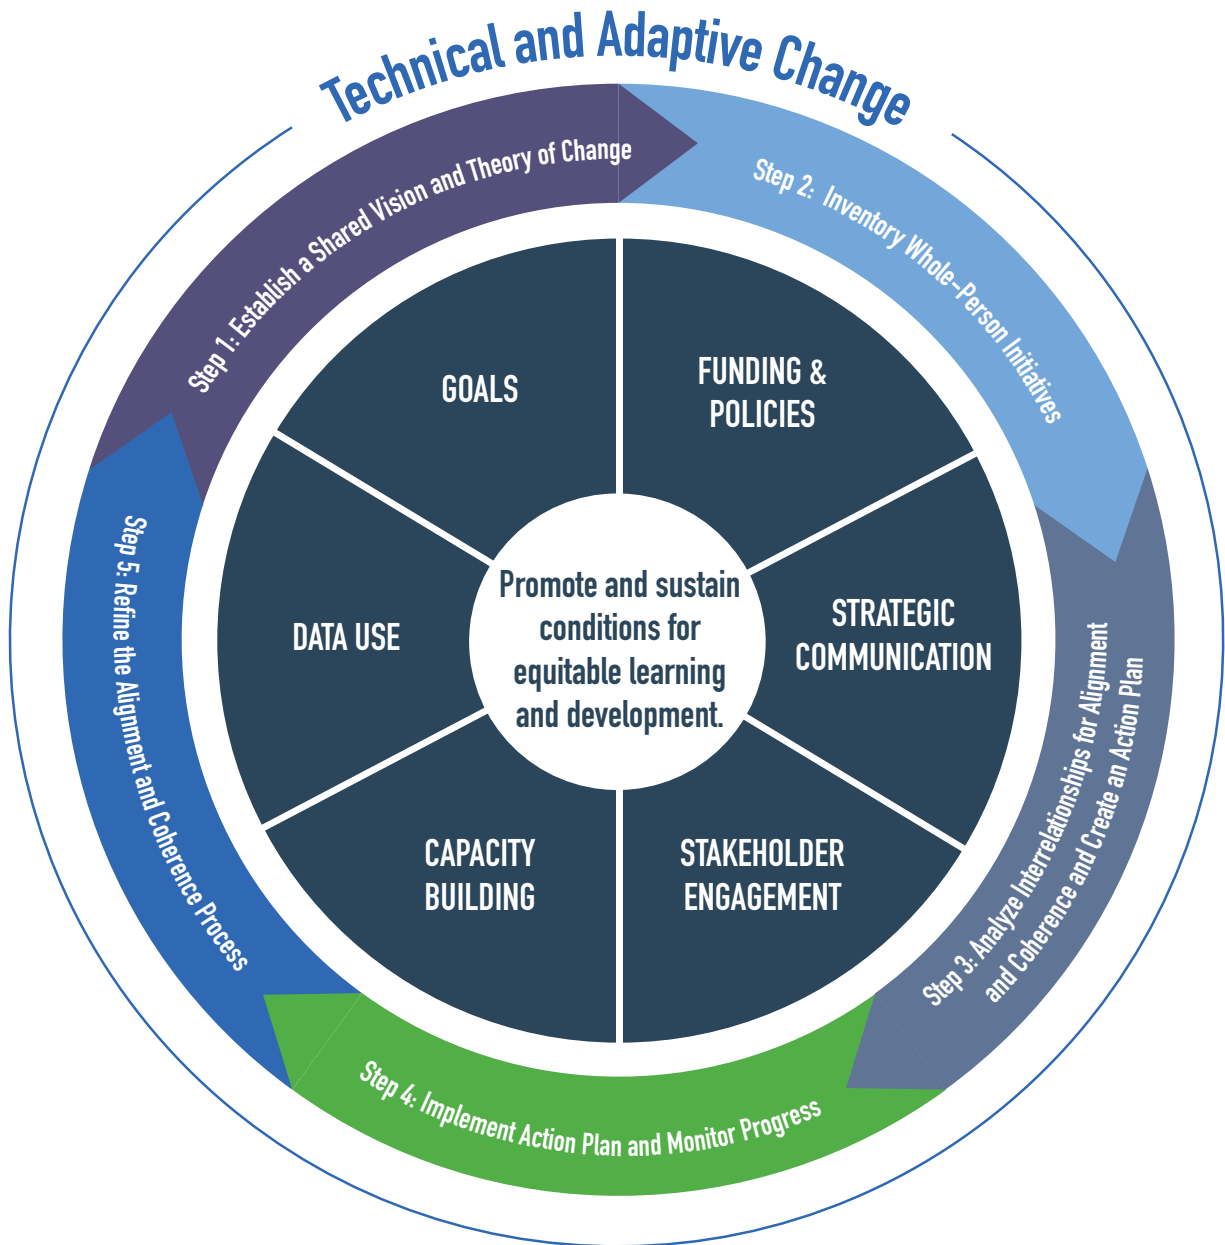 Technical and Adaptive Change
Step 1: Establish a Shared Vision and Theory of Change
Step 2: Inventory Whole-Person Initiatives
Step 3: Analyze Interrelationships for Alignment
and Coherence and Create an Action Plan
Step 4: Implement Action Plan and Monitor Progress
Step 5: Refine the Alignment and Coherence Process
GOALS
FUNDING &
POLICIES
STRATEGIC
COMMUNICATION
STAKEHOLDER
ENGAGEMENT
CAPACITY
BUILDING
DATA USE
Promote and sustain
conditions for
equitable learning
and development.